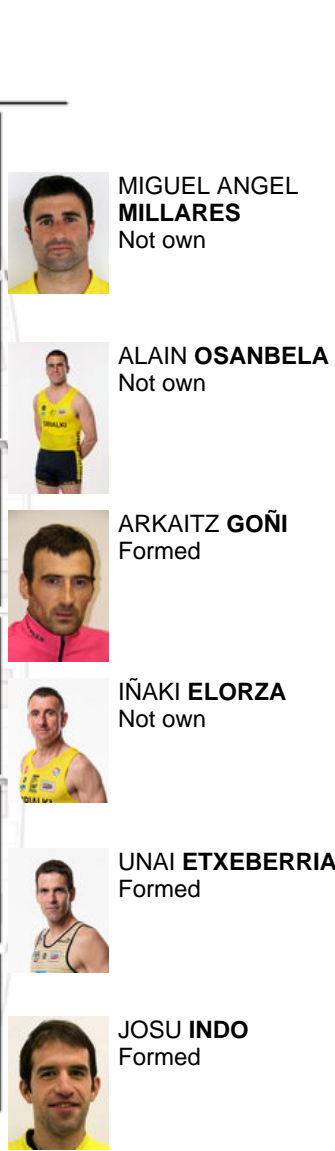 MIGUEL ANGEL
MILLARES
Not own
ALAIN OSANBELA
Not own
ORIALKI
ARKAITZ GOÑI
Formed
IÑAKI ELORZA
Not own
UNAI ETXEBERRIA
Formed
JOSU INDO
Formed